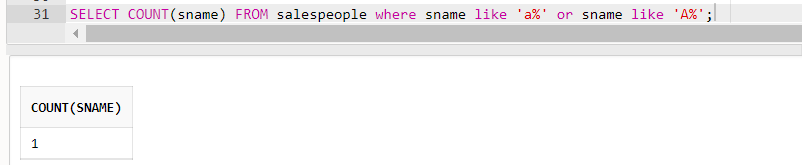 31 SELECT COUNT(sname) FROM salespeople where sname like 'a%' or sname like 'A%';
COUNT(SNAME)
1